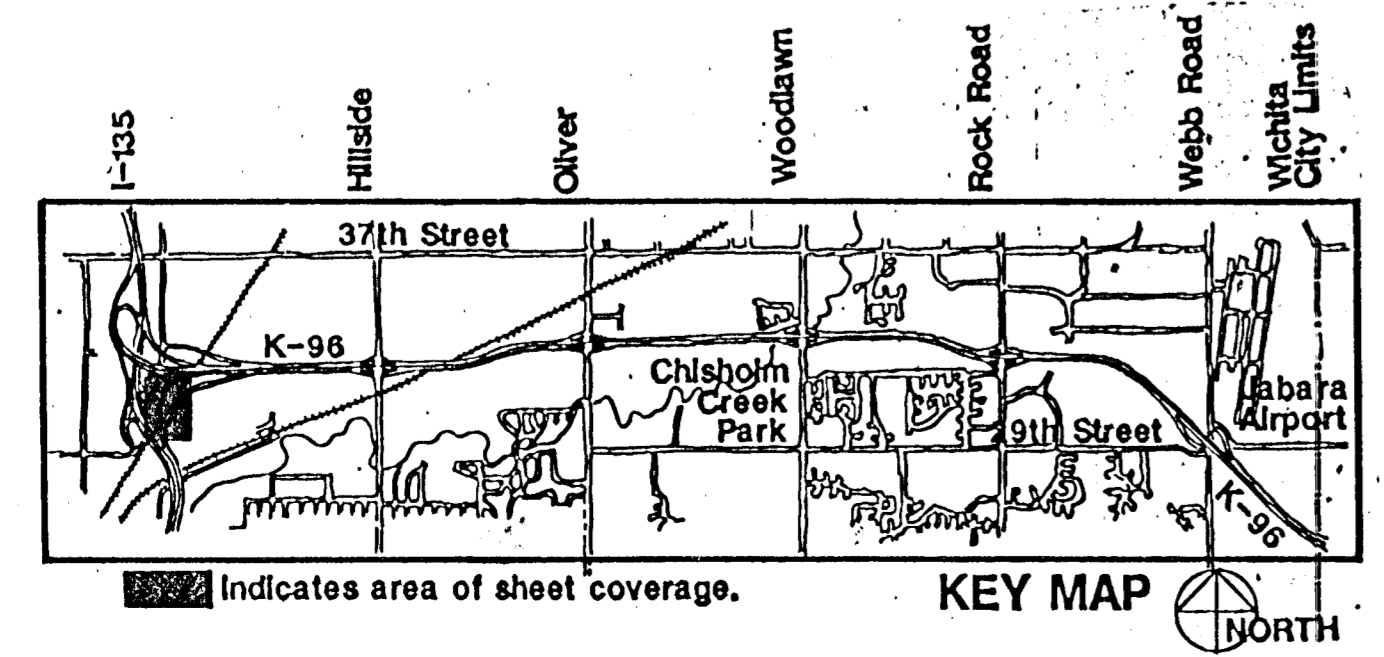 I-135
Hillside
Oliver
Woodlawn
Rock Road
Webb Road
Wichita
City Limits
37th Street
K-96
Chisholm
Creek
Park
Jabara
Airport
9th Street
K-96
Indicates area of sheet coverage.
KEY MAP
NORTH